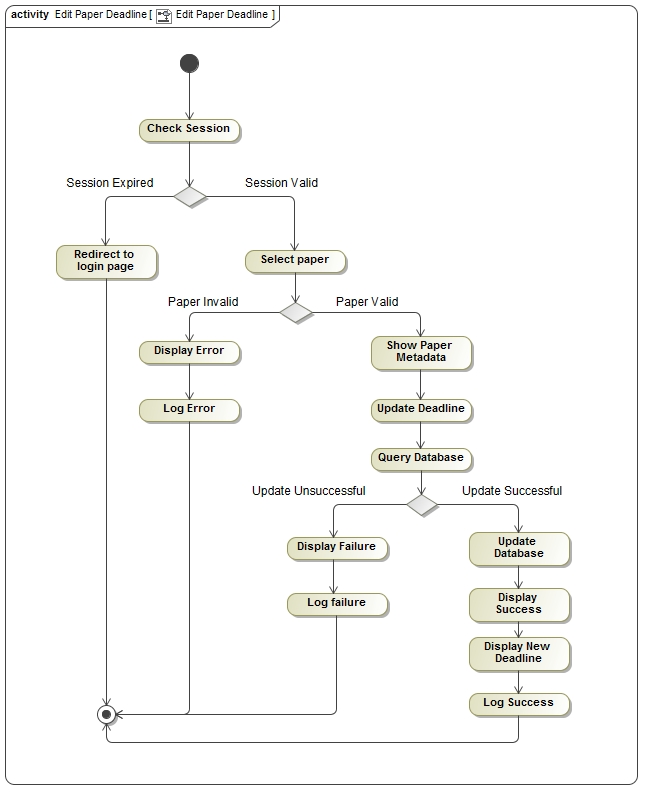 activity Edit Paper Deadline [ Edit Paper Deadline ]
Check Session
Session Expired
Session Valid
Redirect to
login page
Select paper
Paper Invalid
Paper Valid
Display Error
Show Paper
Metadata
Log Error
Update Deadline
Query Database
Update Unsuccessful
Update Successful
Display Failure
Update
Database
Log failure
Display
Success
Display New
Deadline
Log Success